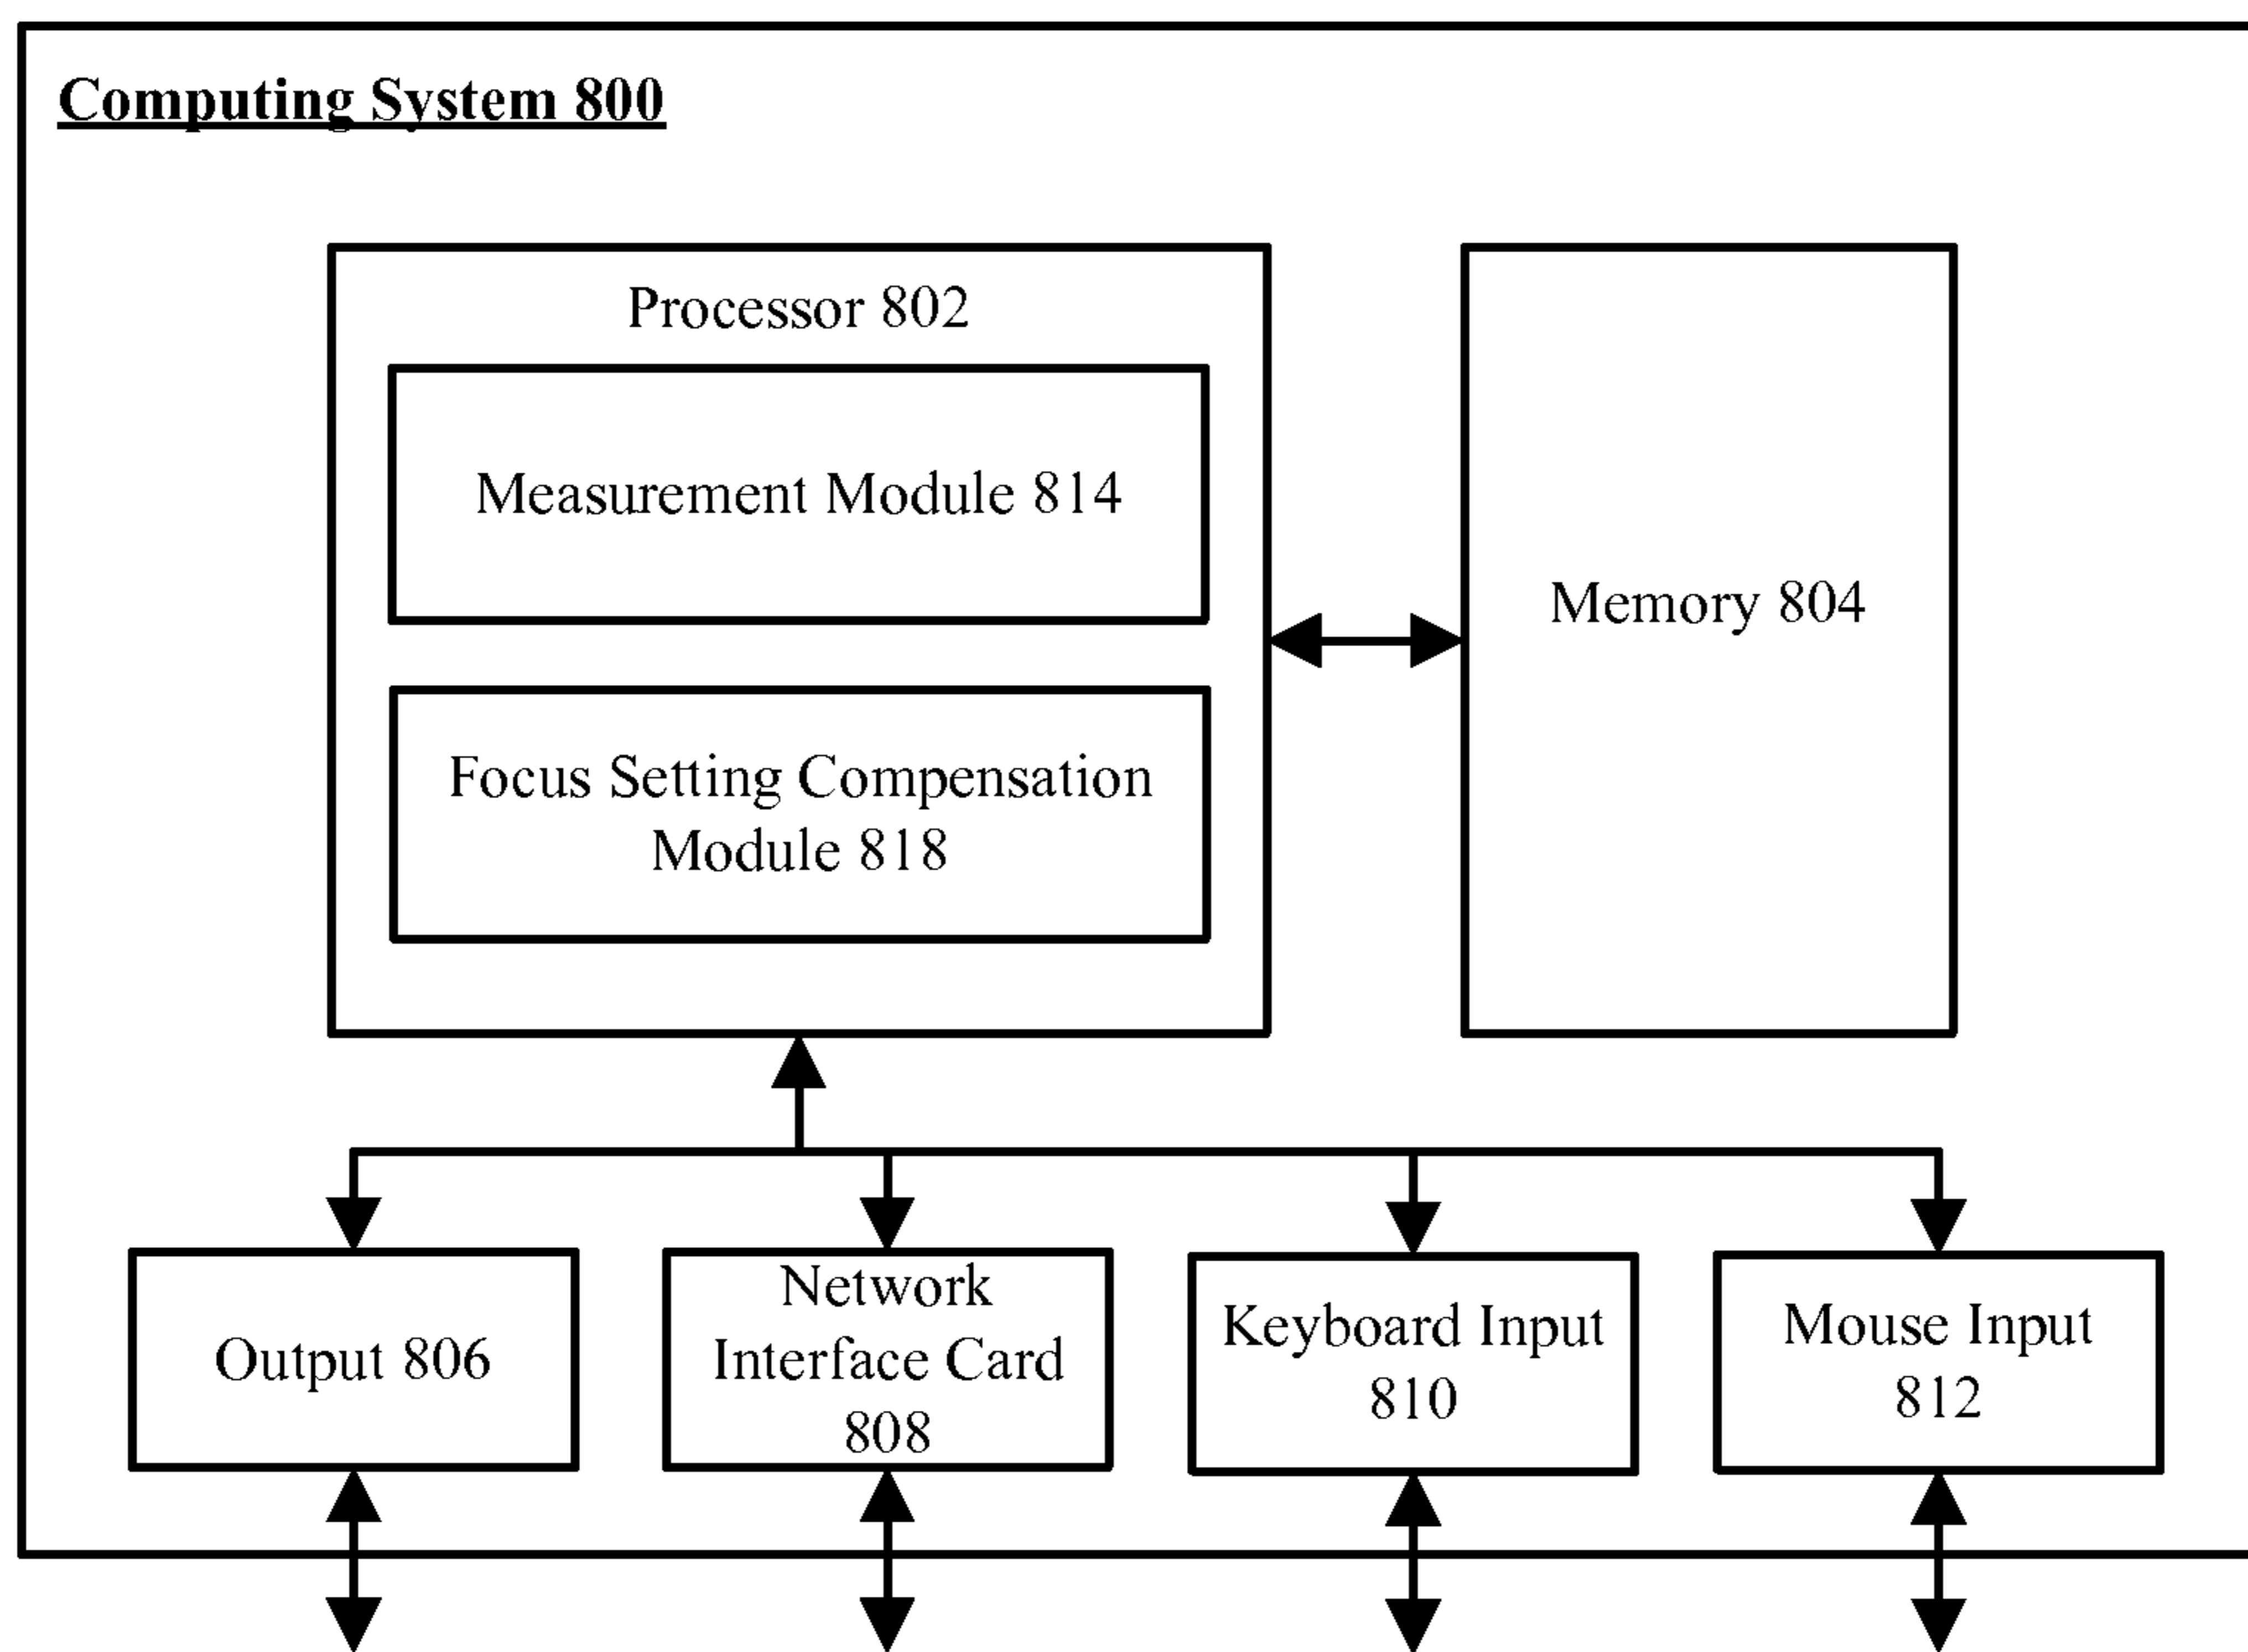 Computing System 800
Processor 802
Measurement Module 814
Focus Setting Compensation
Module 818
Memory 804
Output 806
Network
Interface Card
808
Keyboard Input
810
Mouse Input
812